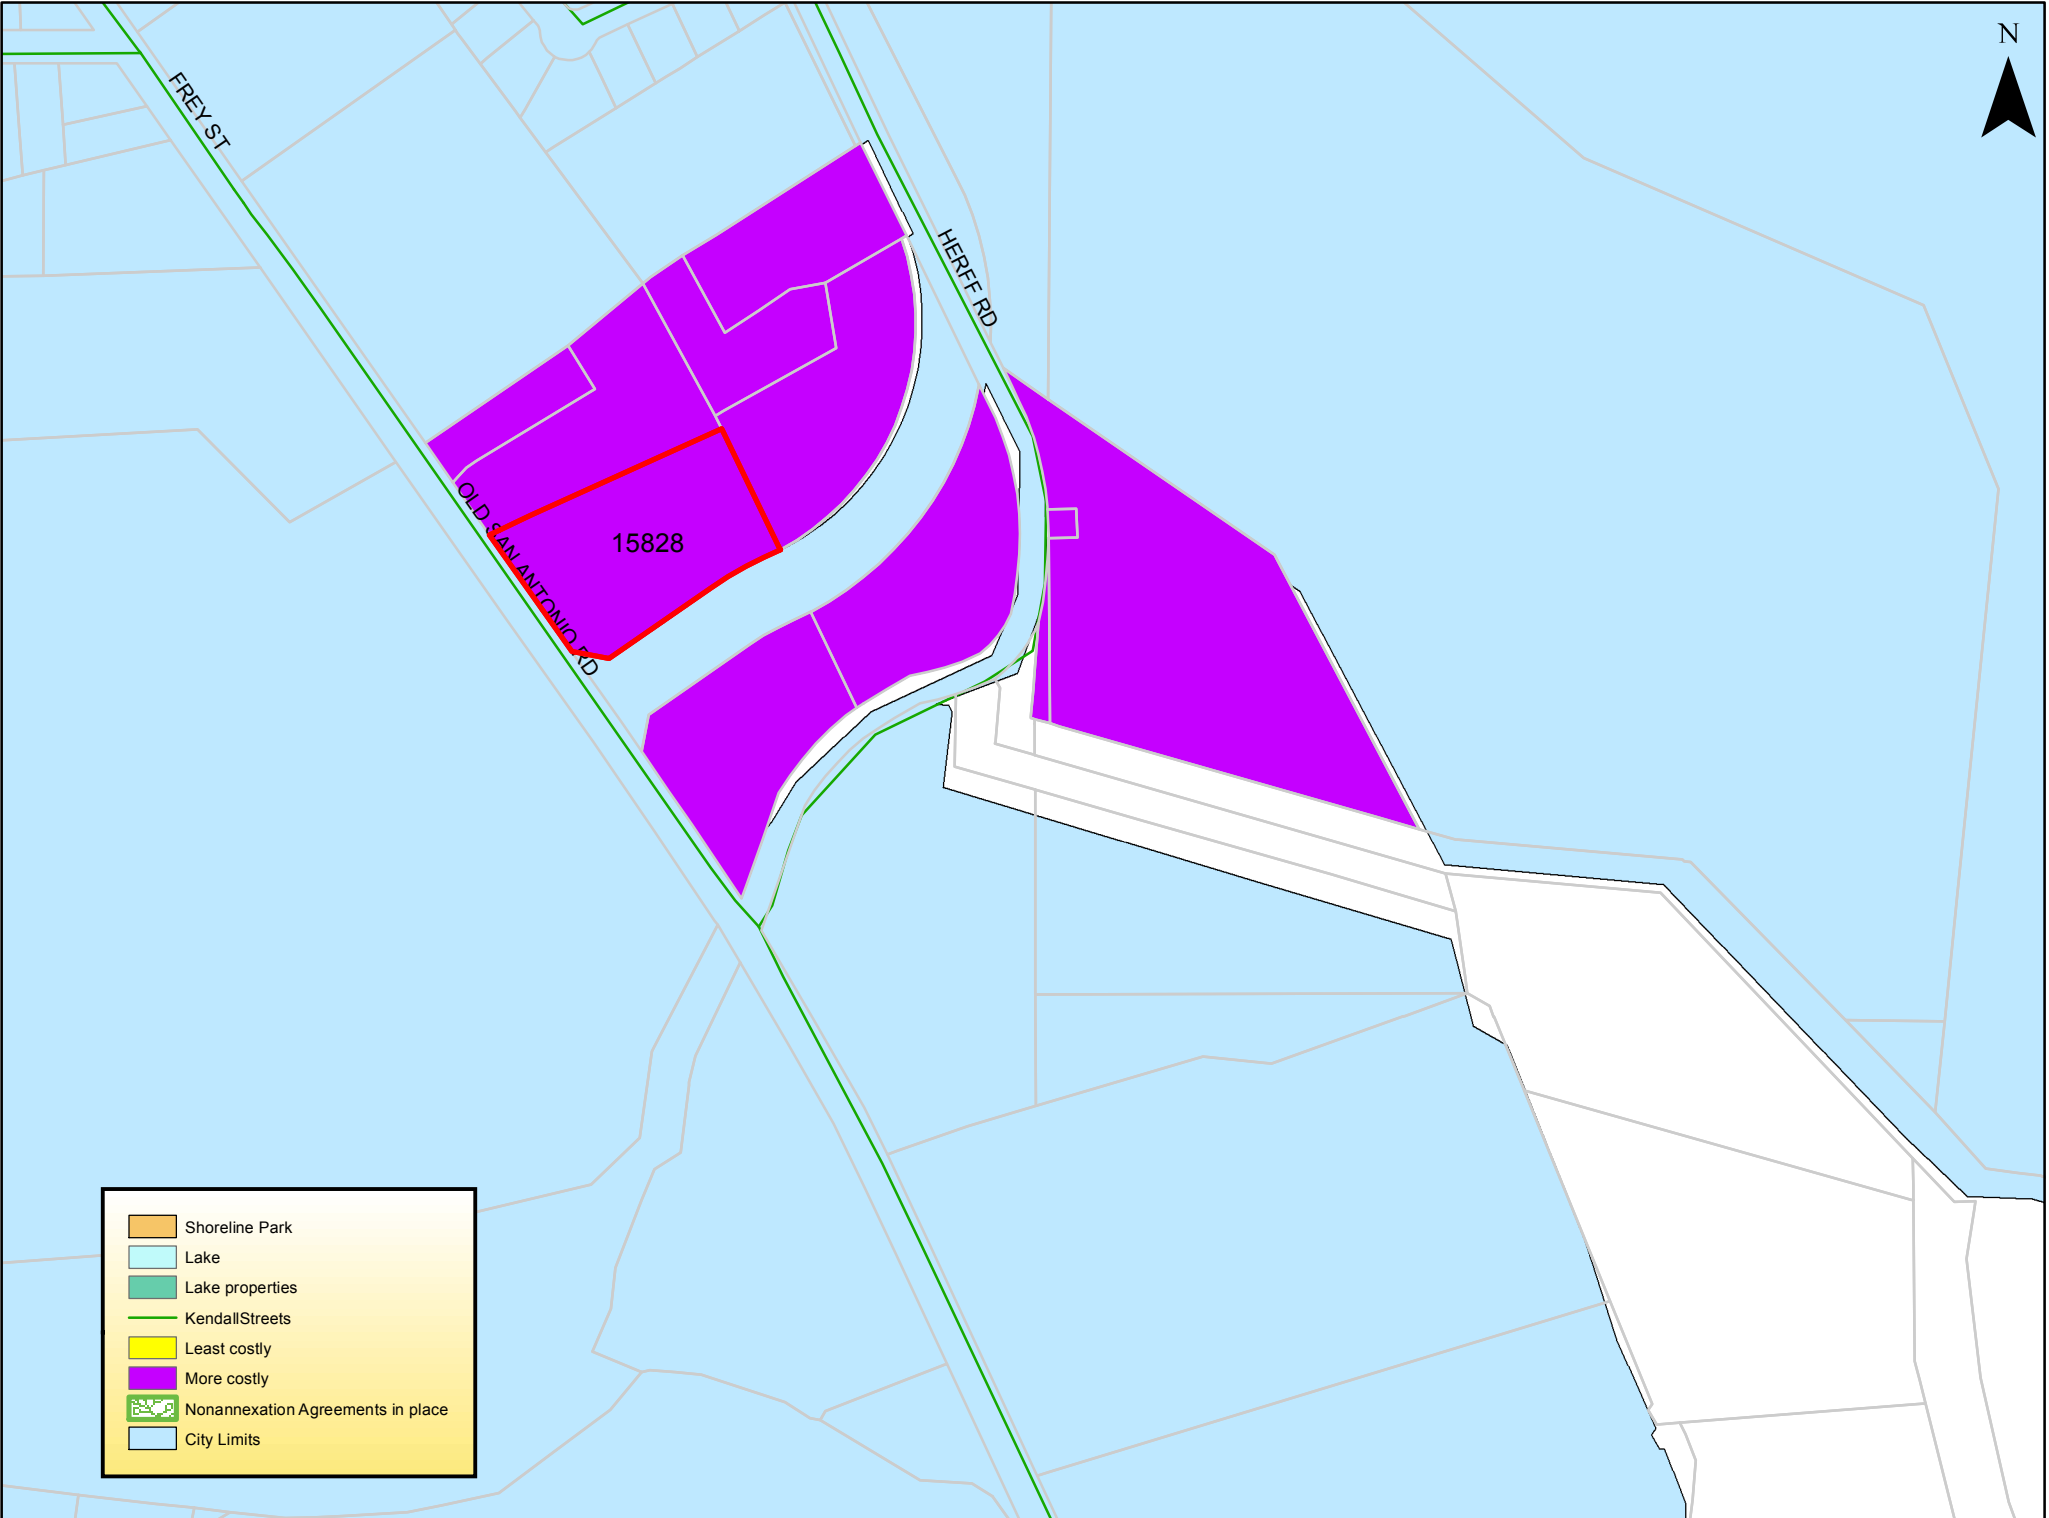 N
FREY ST
HERFF RD
OLD SAN ANTONIO RD
15828
Shoreline Park
Lake
Lake properties
KendallStreets
Least costly
More costly
Nonannexation Agreements in place
City Limits